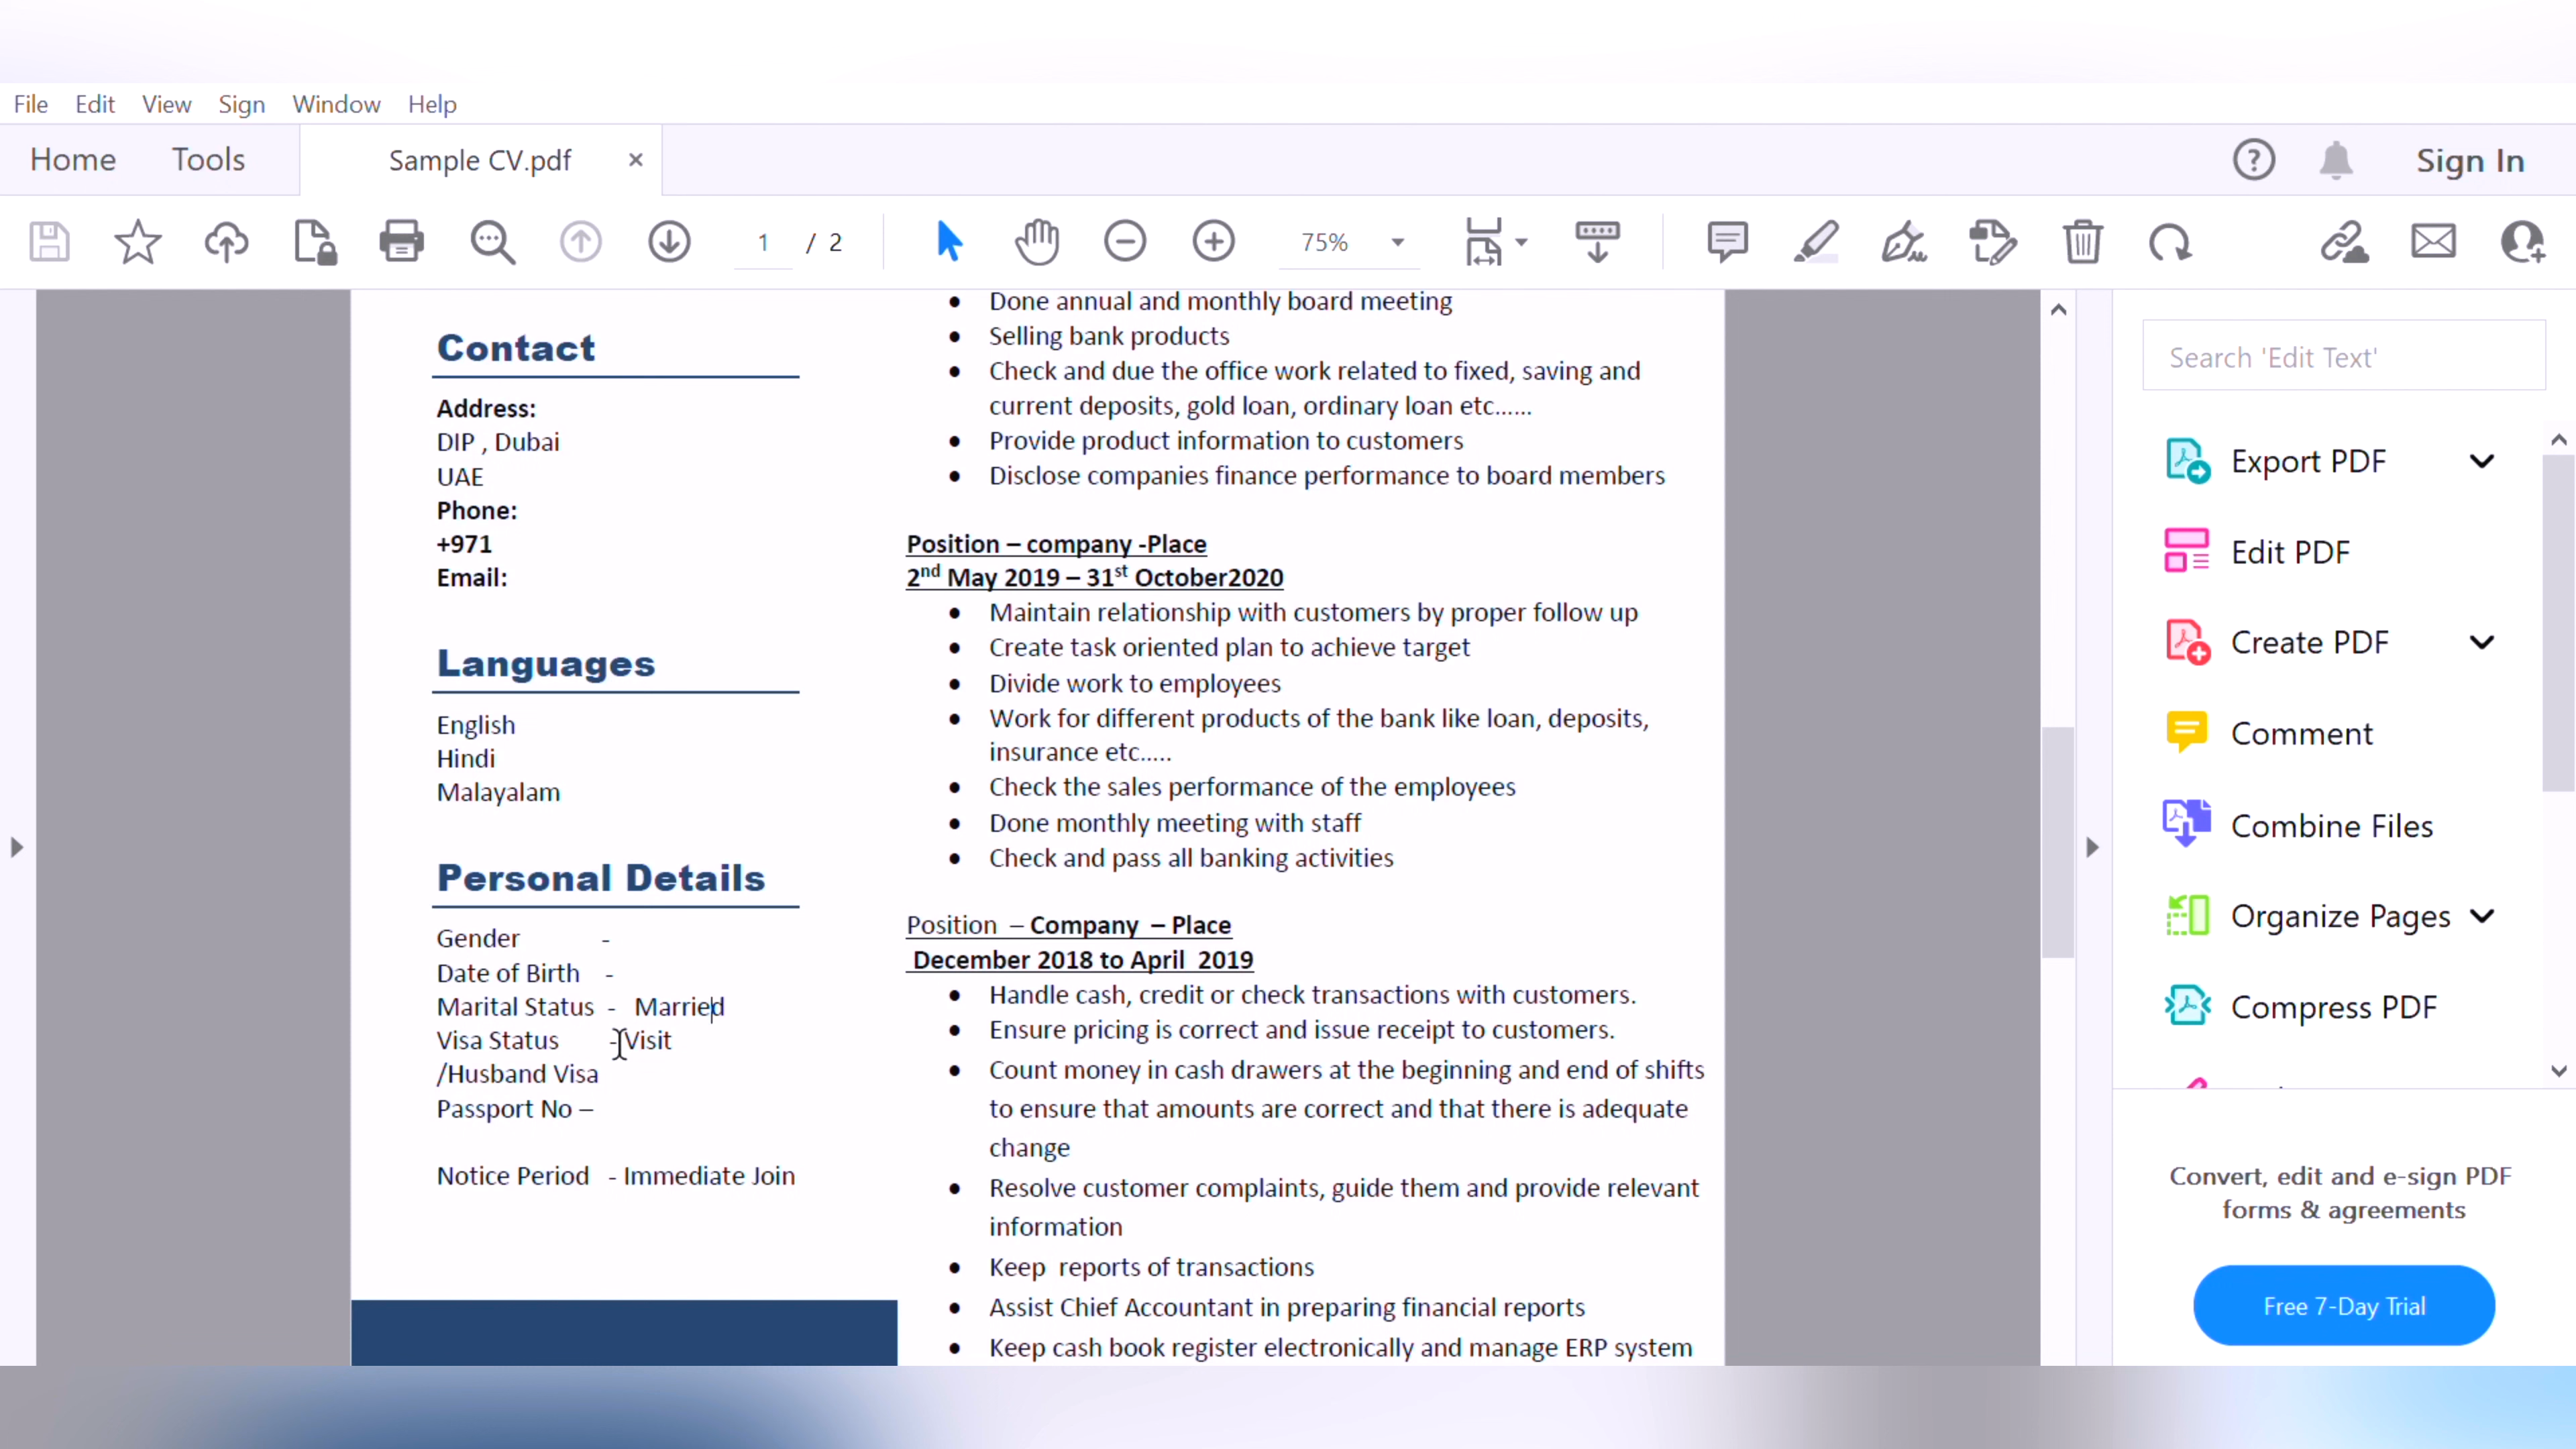 File Edit View Sign Window Help
Home Tools Sample CV.pdf × ? Sign In
1 / 2 75%
Contact
Address:
DIP , Dubai
UAE
Phone:
+971
Email:
Languages
English
Hindi
Malayalam
Personal Details
Gender -
Date of Birth -
Marital Status - Married
Visa Status - Visit
/Husband Visa
Passport No –
Notice Period - Immediate Join
• Done annual and monthly board meeting
• Selling bank products
• Check and due the office work related to fixed, saving and
current deposits, gold loan, ordinary loan etc……
• Provide product information to customers
• Disclose companies finance performance to board members
Position – company -Place
2nd May 2019 – 31st October2020
• Maintain relationship with customers by proper follow up
• Create task oriented plan to achieve target
• Divide work to employees
• Work for different products of the bank like loan, deposits,
insurance etc…..
• Check the sales performance of the employees
• Done monthly meeting with staff
• Check and pass all banking activities
Position – Company – Place
December 2018 to April 2019
• Handle cash, credit or check transactions with customers.
• Ensure pricing is correct and issue receipt to customers.
• Count money in cash drawers at the beginning and end of shifts
to ensure that amounts are correct and that there is adequate
change
• Resolve customer complaints, guide them and provide relevant
information
• Keep reports of transactions
• Assist Chief Accountant in preparing financial reports
• Keep cash book register electronically and manage ERP system
Search 'Edit Text'
Export PDF
Edit PDF
Create PDF
Comment
Combine Files
Organize Pages
Compress PDF
Convert, edit and e-sign PDF
forms & agreements
Free 7-Day Trial